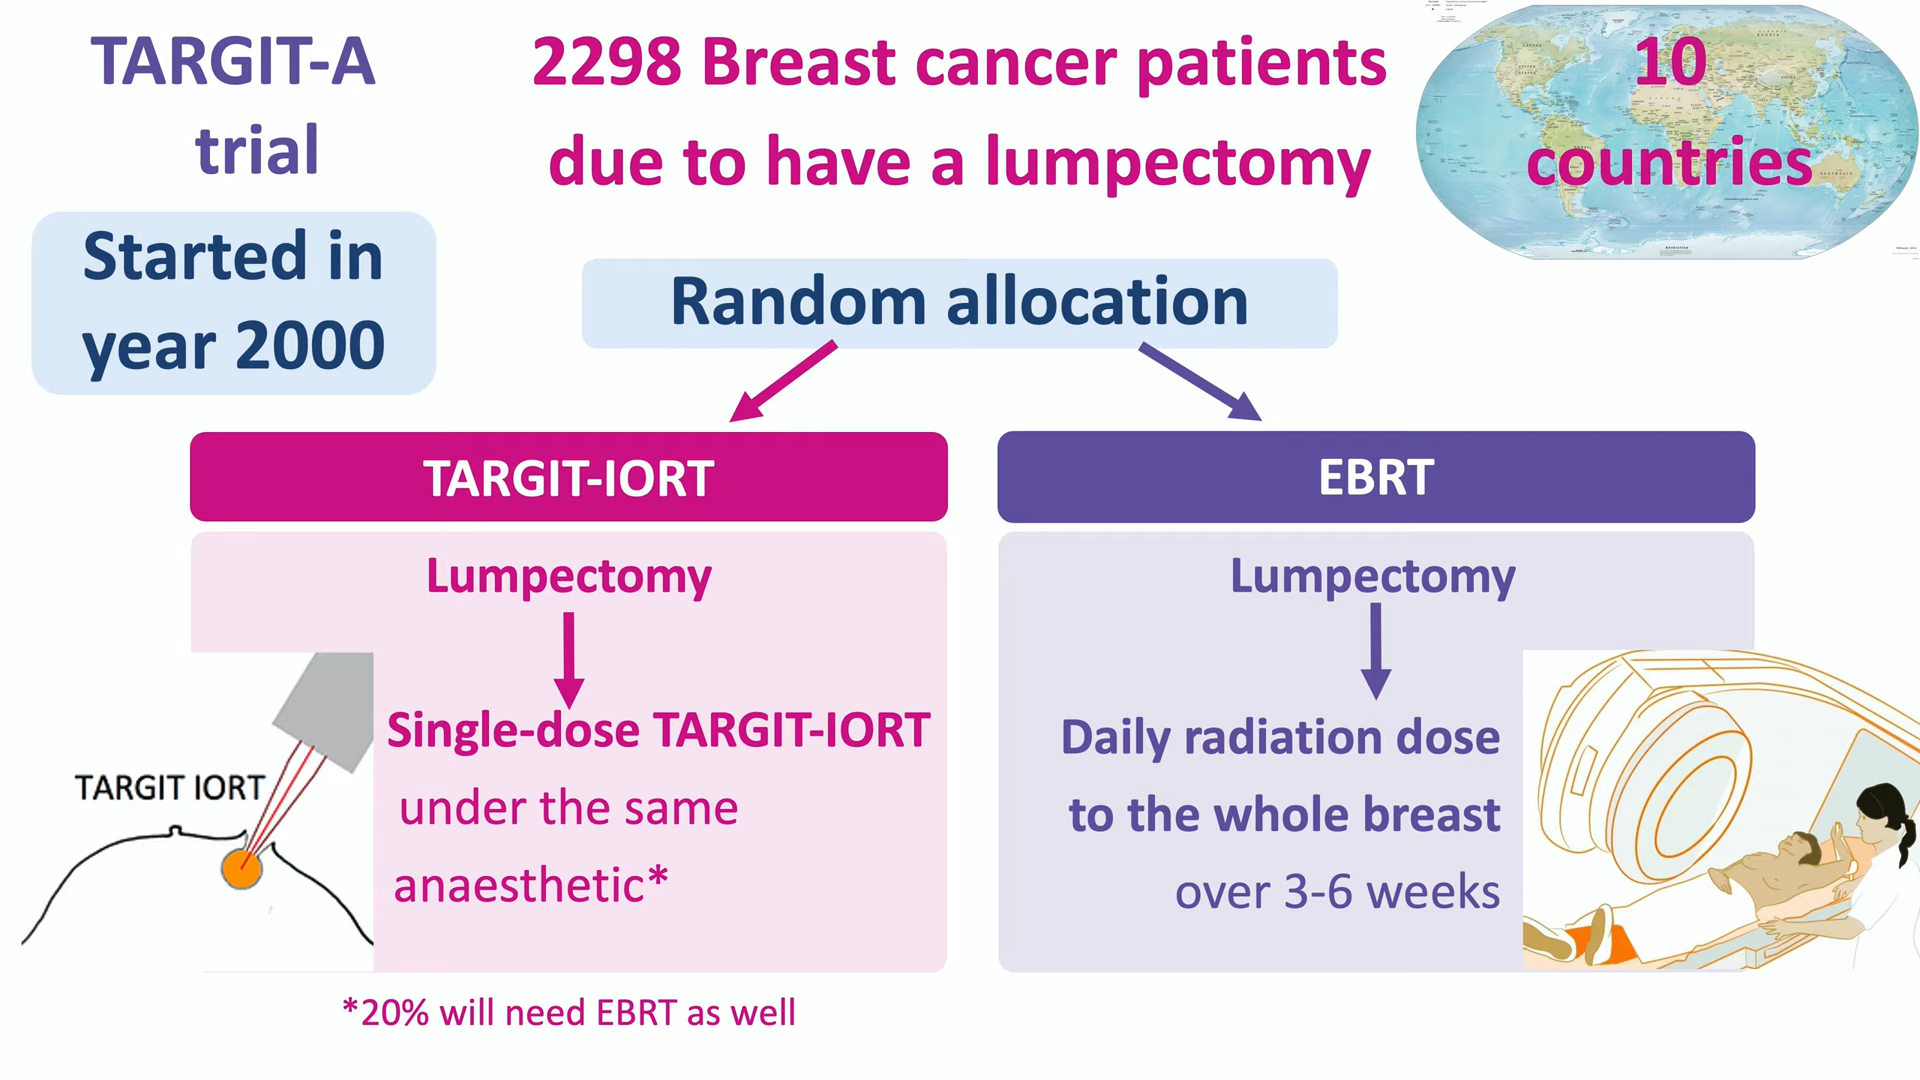 TARGIT-A
trial
2298 Breast cancer patients
due to have a lumpectomy
10
countries
Started in
year 2000
Random allocation
TARGIT-IORT
EBRT
Lumpectomy
Lumpectomy
Single-dose TARGIT-IORT
under the same
anaesthetic*
TARGIT IORT
Daily radiation dose
to the whole breast
over 3-6 weeks
*20% will need EBRT as well